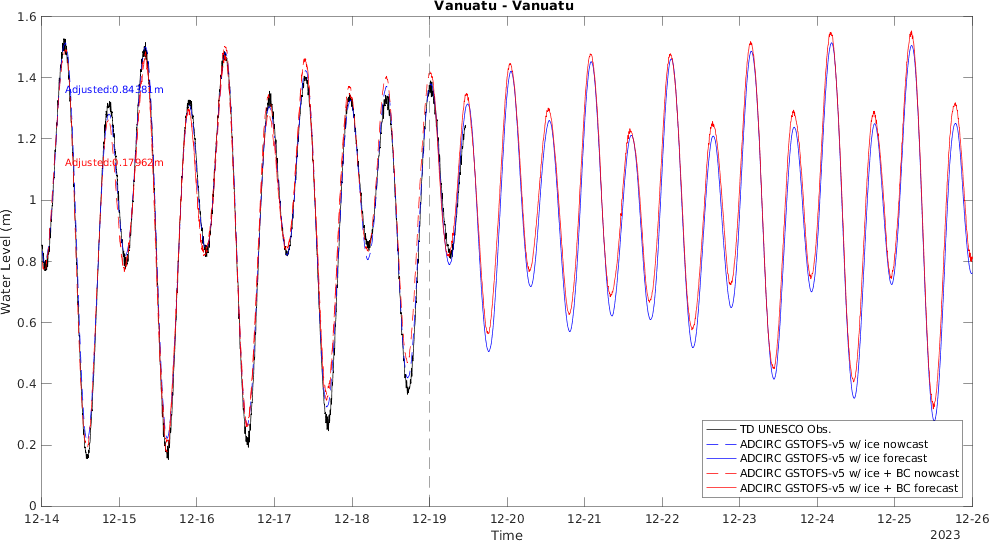 Vanuatu - Vanuatu
1.6
1.4
1.2
1
0.8
0.6
0.4
0.2
0
Water Level (m)
Adjusted:0.84381m
Adjusted:0.17962m
TD UNESCO Obs.
ADCIRC GSTOFS-v5 w/ ice nowcast
ADCIRC GSTOFS-v5 w/ ice forecast
ADCIRC GSTOFS-v5 w/ ice + BC nowcast
ADCIRC GSTOFS-v5 w/ ice + BC forecast
12-14 12-15 12-16 12-17 12-18 12-19 12-20 12-21 12-22 12-23 12-24 12-25 12-26
Time
2023